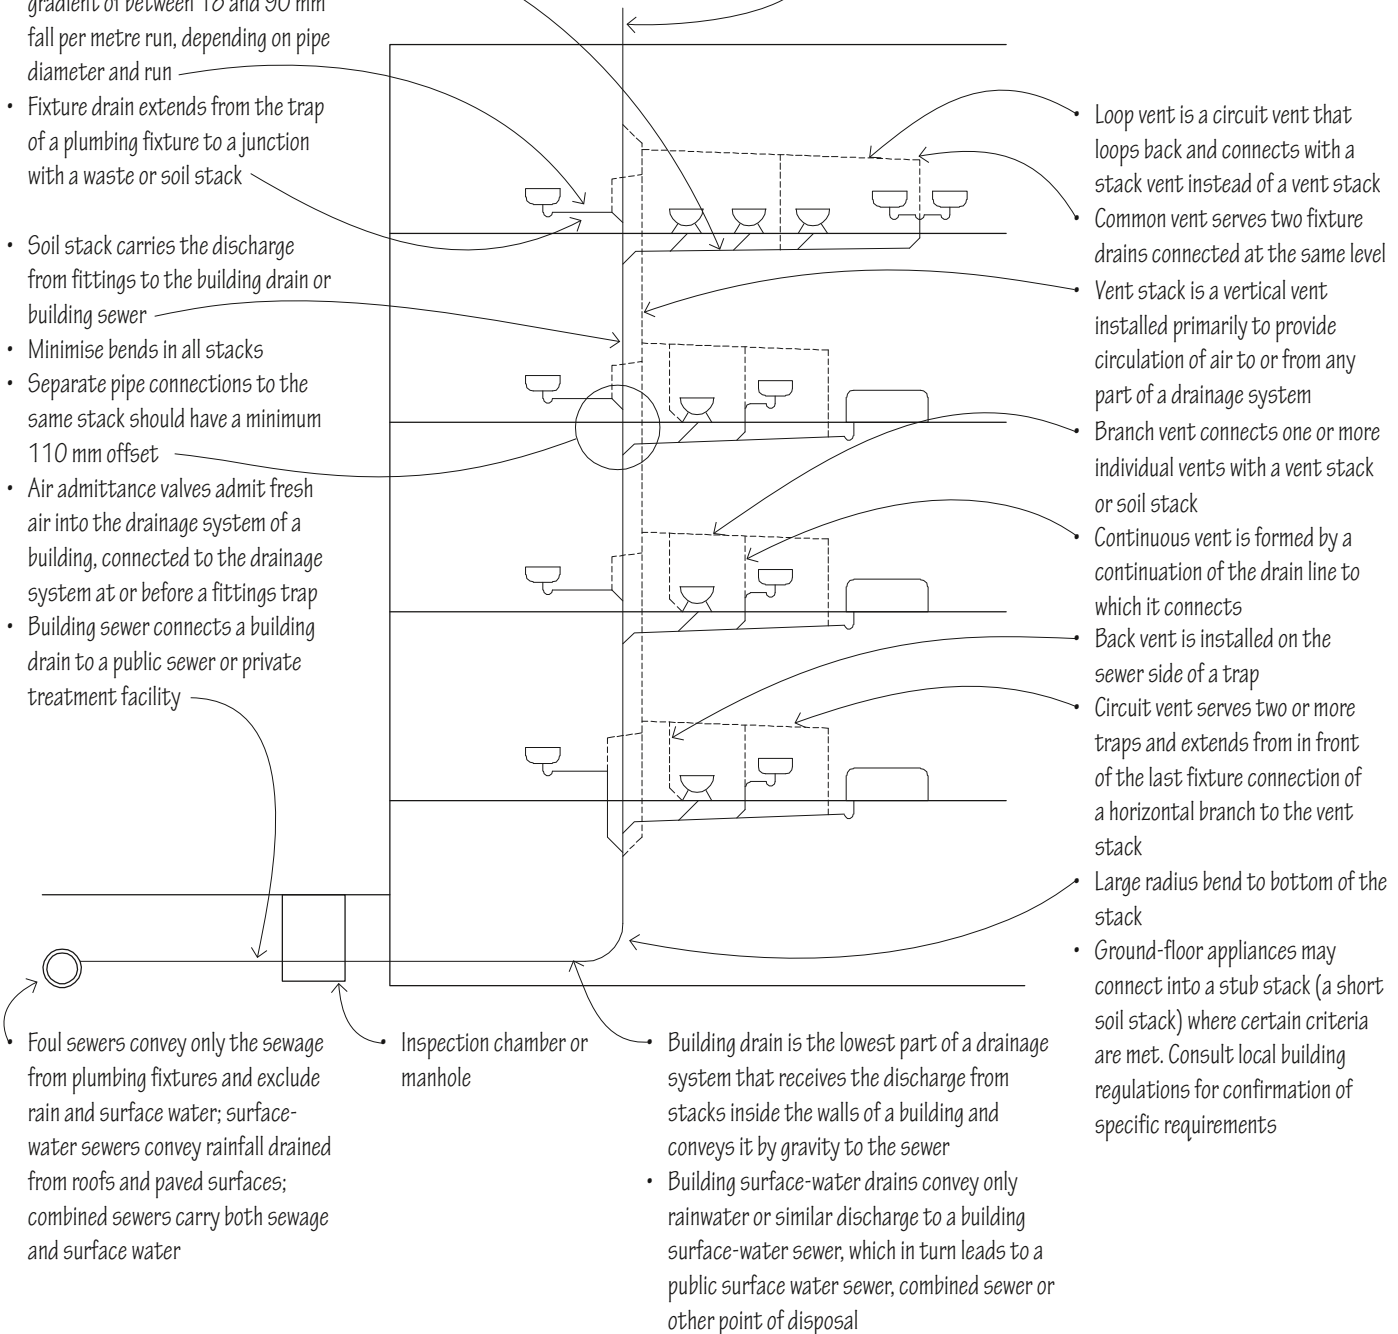 gradient of between 18 and 90 mm
fall per metre run, depending on pipe
diameter and run
• Fixture drain extends from the trap
of a plumbing fixture to a junction
with a waste or soil stack
• Soil stack carries the discharge
from fittings to the building drain or
building sewer
• Minimise bends in all stacks
• Separate pipe connections to the
same stack should have a minimum
110 mm offset
• Air admittance valves admit fresh
air into the drainage system of a
building, connected to the drainage
system at or before a fittings trap
• Building sewer connects a building
drain to a public sewer or private
treatment facility
• Foul sewers convey only the sewage
from plumbing fixtures and exclude
rain and surface water; surface-
water sewers convey rainfall drained
from roofs and paved surfaces;
combined sewers carry both sewage
and surface water
• Inspection chamber or
manhole
• Building drain is the lowest part of a drainage
system that receives the discharge from
stacks inside the walls of a building and
conveys it by gravity to the sewer
• Building surface-water drains convey only
rainwater or similar discharge to a building
surface-water sewer, which in turn leads to a
public surface water sewer, combined sewer or
other point of disposal
• Loop vent is a circuit vent that
loops back and connects with a
stack vent instead of a vent stack
• Common vent serves two fixture
drains connected at the same level
• Vent stack is a vertical vent
installed primarily to provide
circulation of air to or from any
part of a drainage system
• Branch vent connects one or more
individual vents with a vent stack
or soil stack
• Continuous vent is formed by a
continuation of the drain line to
which it connects
• Back vent is installed on the
sewer side of a trap
• Circuit vent serves two or more
traps and extends from in front
of the last fixture connection of
a horizontal branch to the vent
stack
• Large radius bend to bottom of the
stack
• Ground-floor appliances may
connect into a stub stack (a short
soil stack) where certain criteria
are met. Consult local building
regulations for confirmation of
specific requirements